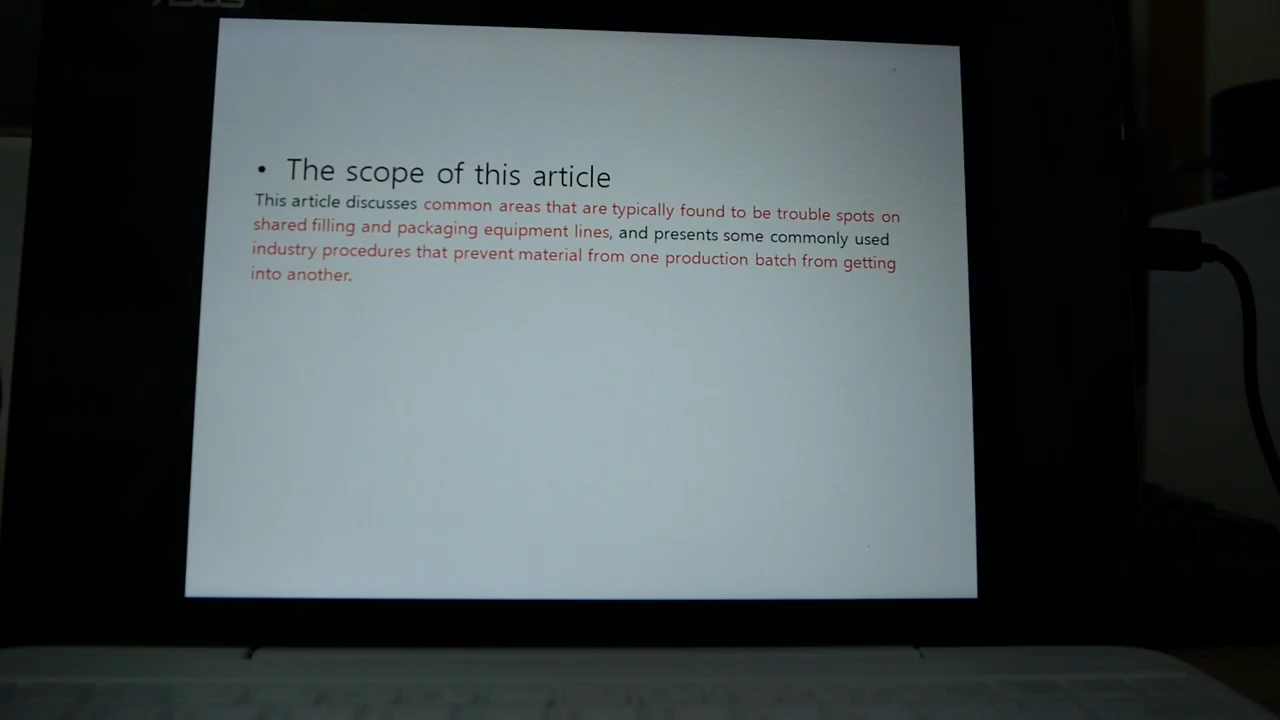 • The scope of this article
This article discusses common areas that are typically found to be trouble spots on
shared filling and packaging equipment lines, and presents some commonly used
industry procedures that prevent material from one production batch from getting
into another.